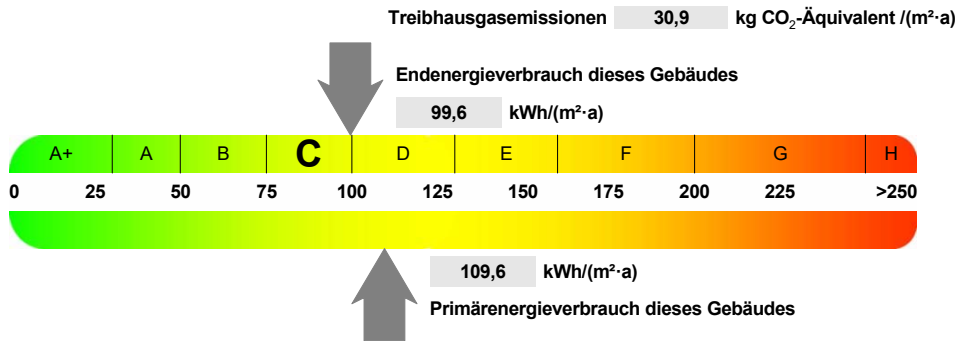 Treibhausgasemissionen 30,9 kg CO₂-Äquivalent /(m²·a)
Endenergieverbrauch dieses Gebäudes
99,6 kWh/(m²·a)
A+ A B C D E F G H
0 25 50 75 100 125 150 175 200 225 >250
109,6 kWh/(m²·a)
Primärenergieverbrauch dieses Gebäudes